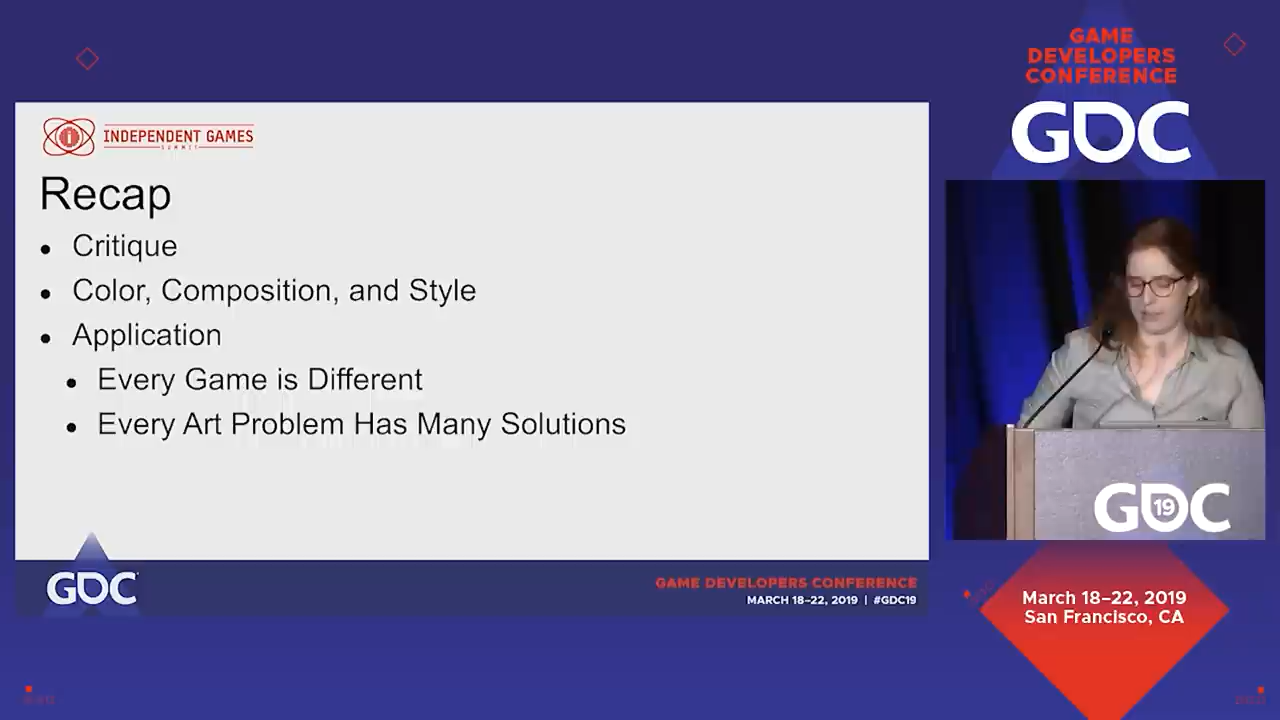 GAME
DEVELOPERS
CONFERENCE
GDC
INDEPENDENT GAMES
SUMMIT
Recap
• Critique
• Color, Composition, and Style
• Application
• Every Game is Different
• Every Art Problem Has Many Solutions
GDC
GAME DEVELOPERS CONFERENCE
MARCH 18–22, 2019 | #GDC19
GDC
19
March 18–22, 2019
San Francisco, CA